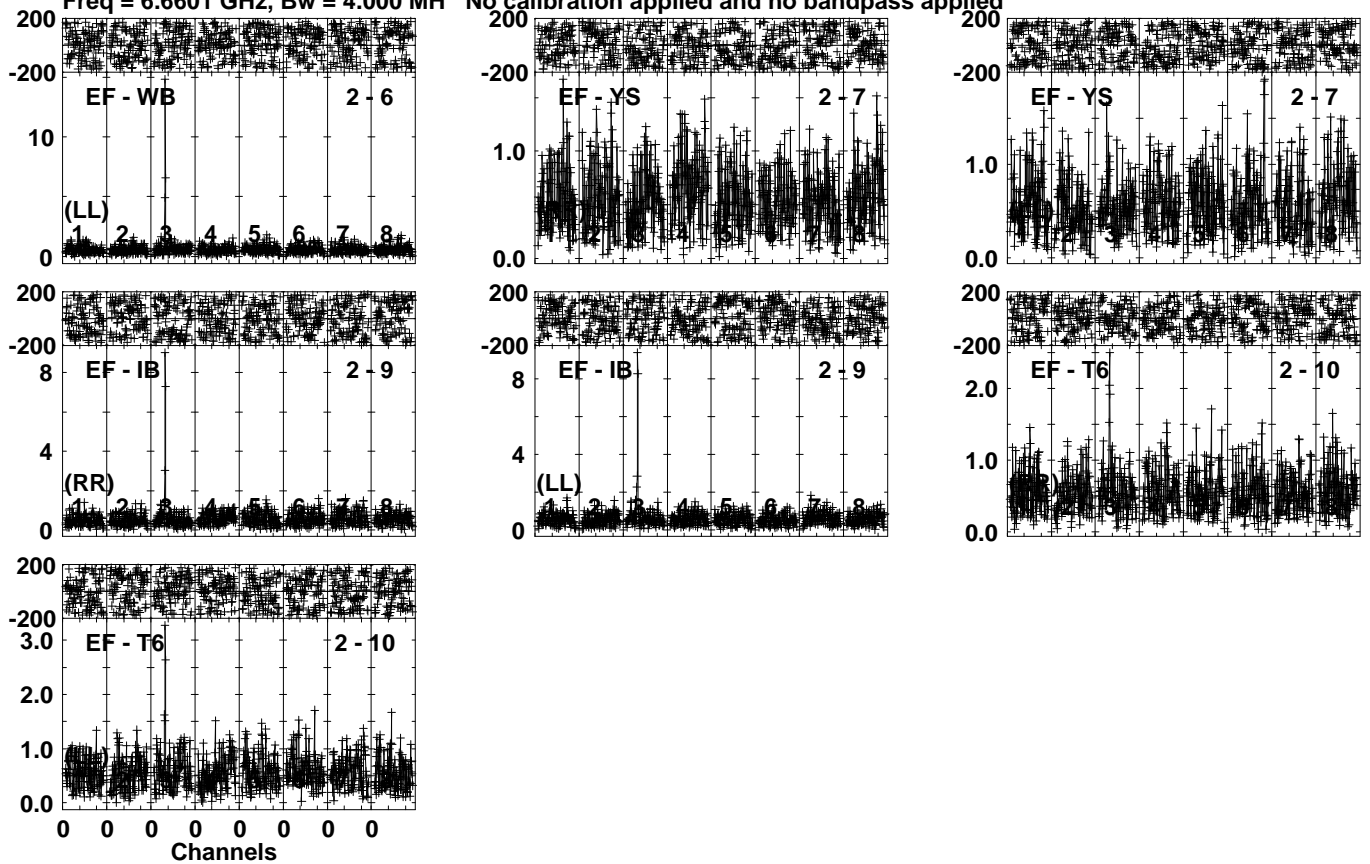 Freq = 6.6601 GHz, Bw = 4.000 MH No calibration applied and no bandpass applied
200
-200
EF - WB 2 - 6
10
(LL)
1 2 3 4 5 6 7 8
0
200
-200
EF - YS 2 - 7
1.0
0.0
200
-200
EF - YS 2 - 7
1.0
0.0
200
-200
EF - IB 2 - 9
8
4
(RR)
1 2 3 4 5 6 7 8
0
200
-200
EF - IB 2 - 9
8
4
(LL)
1 2 3 4 5 6 7 8
0
200
-200
EF - T6 2 - 10
2.0
1.0
0.0
200
-200
EF - T6 2 - 10
3.0
2.0
1.0
0.0
0 0 0 0 0 0 0 0
Channels